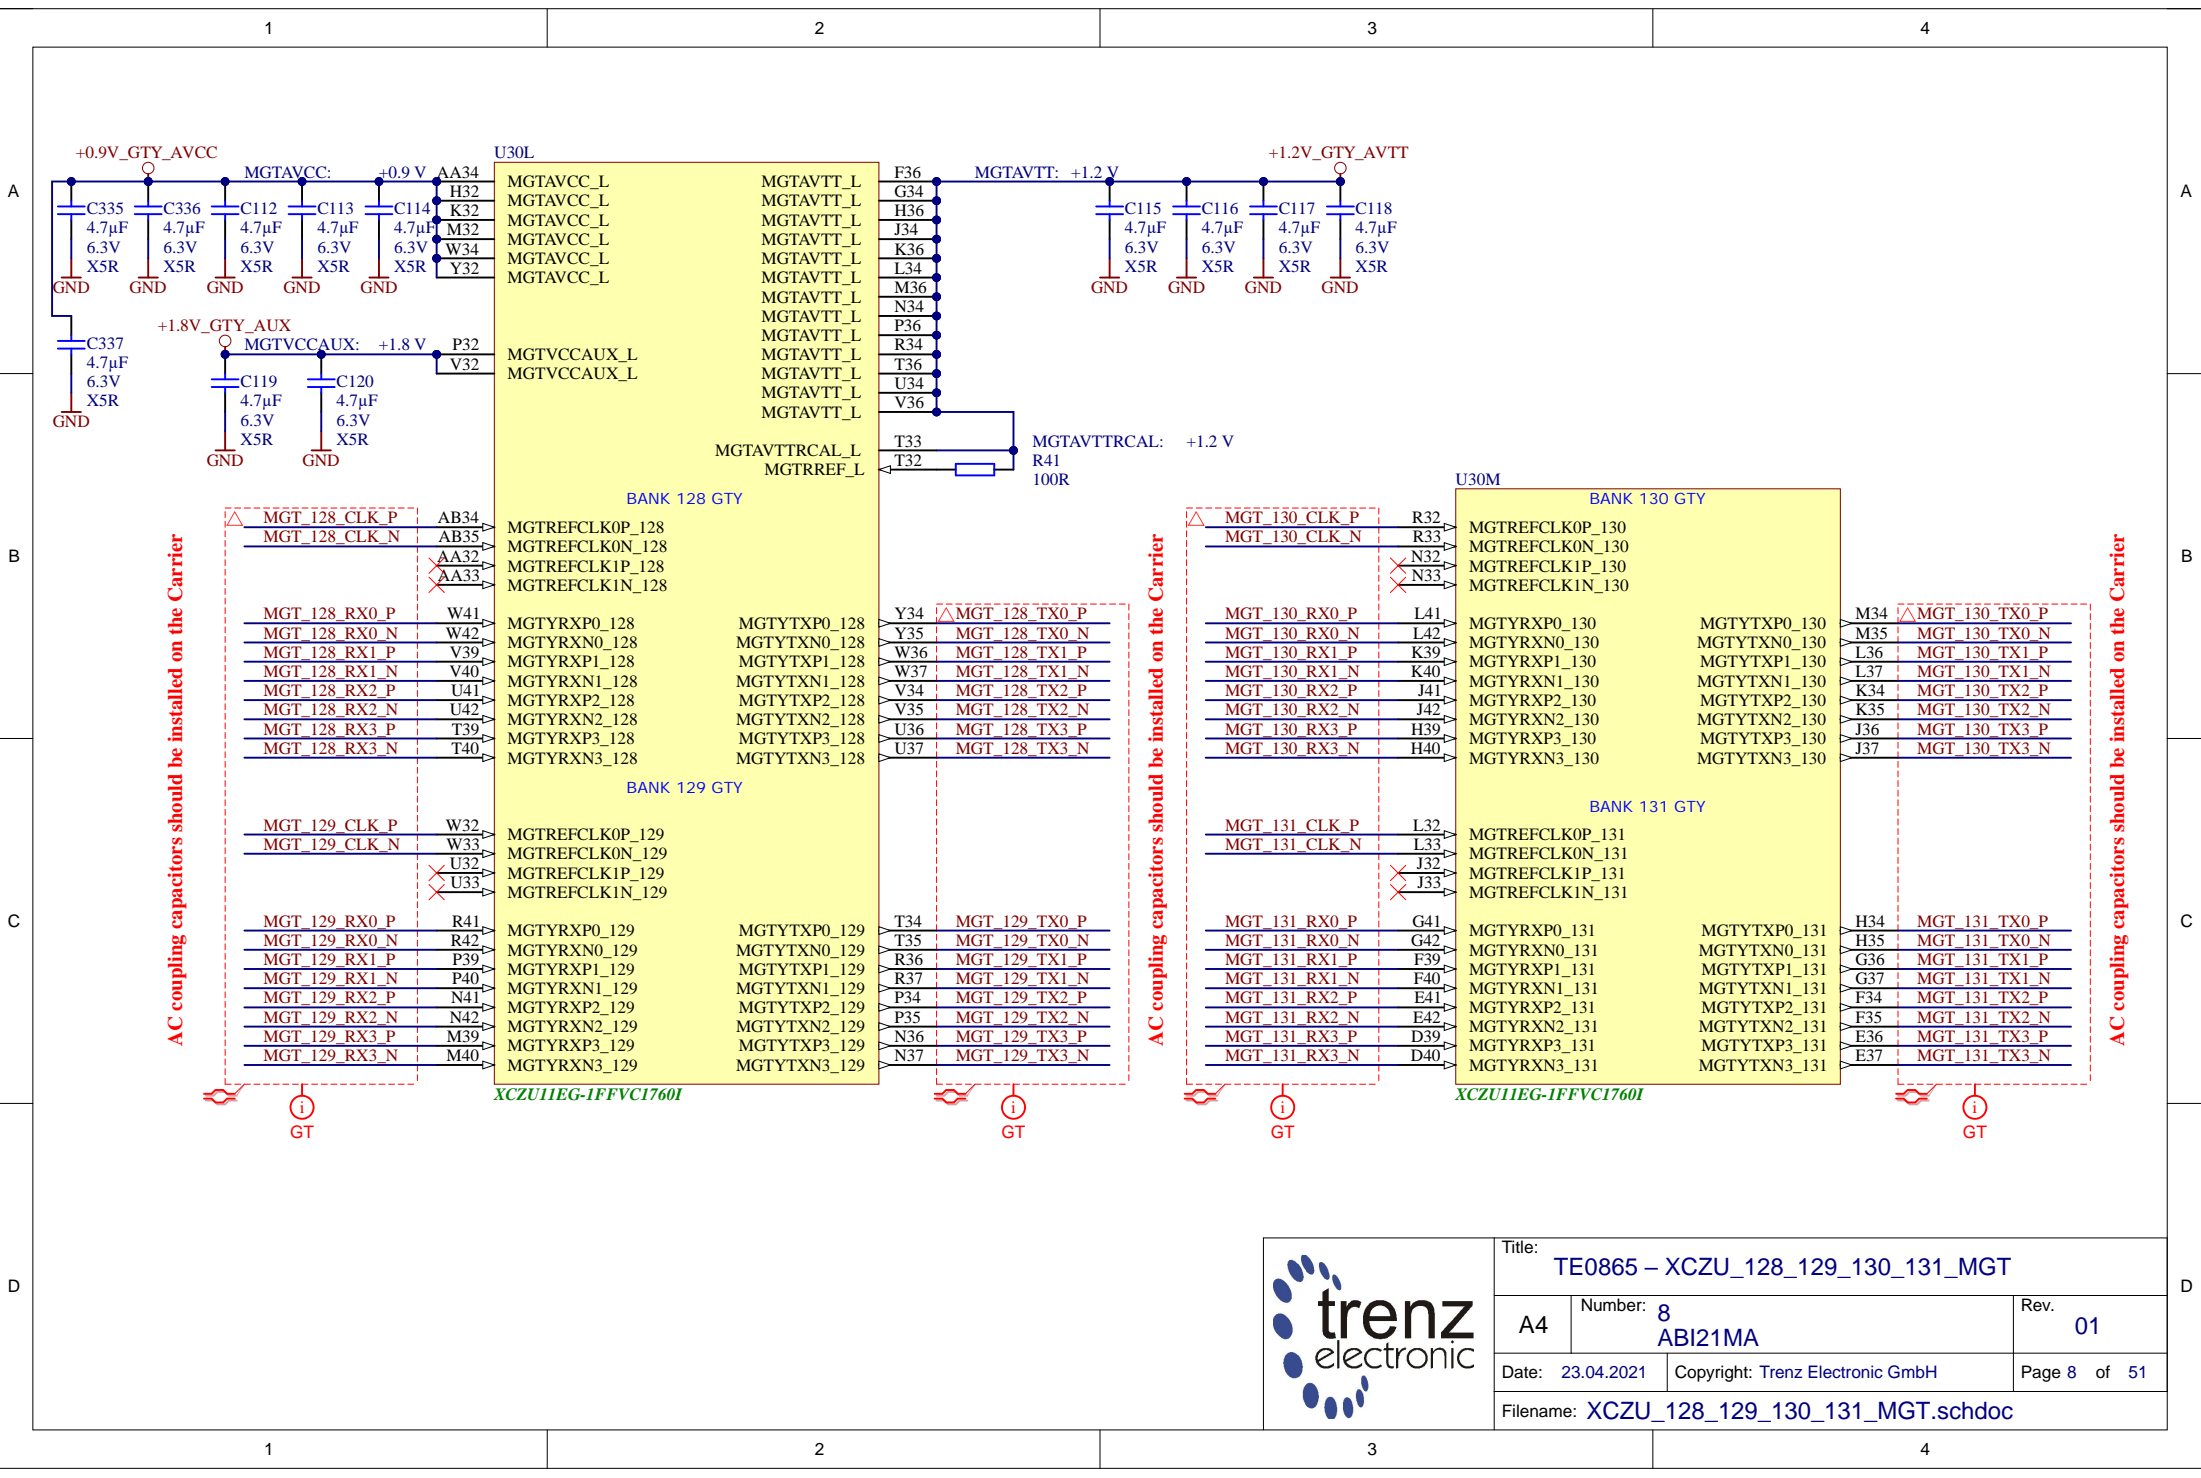 1 2 3 4
A A
B B
C C
D D
+0.9V_GTY_AVCC
MGTAVCC: +0.9 V
C335 4.7µF 6.3V X5R GND
C336 4.7µF 6.3V X5R GND
C112 4.7µF 6.3V X5R GND
C113 4.7µF 6.3V X5R GND
C114 4.7µF 6.3V X5R GND
C337 4.7µF 6.3V X5R GND
+1.8V_GTY_AUX
MGTVCCAUX: +1.8 V
C119 4.7µF 6.3V X5R GND
C120 4.7µF 6.3V X5R GND
U30L
AA34 MGTAVCC_L
H32 MGTAVCC_L
K32 MGTAVCC_L
M32 MGTAVCC_L
W34 MGTAVCC_L
Y32 MGTAVCC_L
P32 MGTVCCAUX_L
V32 MGTVCCAUX_L
MGTAVTT_L F36
MGTAVTT_L G34
MGTAVTT_L H36
MGTAVTT_L J34
MGTAVTT_L K36
MGTAVTT_L L34
MGTAVTT_L M36
MGTAVTT_L N34
MGTAVTT_L P36
MGTAVTT_L R34
MGTAVTT_L T36
MGTAVTT_L U34
MGTAVTT_L V36
MGTAVTTRCAL_L T33
MGTRREF_L T32
MGTAVTT: +1.2 V
+1.2V_GTY_AVTT
C115 4.7µF 6.3V X5R GND
C116 4.7µF 6.3V X5R GND
C117 4.7µF 6.3V X5R GND
C118 4.7µF 6.3V X5R GND
MGTAVTTRCAL: +1.2 V
R41
100R
BANK 128 GTY
MGT_128_CLK_P AB34 MGTREFCLK0P_128
MGT_128_CLK_N AB35 MGTREFCLK0N_128
AA32 MGTREFCLK1P_128
AA33 MGTREFCLK1N_128
MGT_128_RX0_P W41 MGTYRXP0_128 MGTYTXP0_128 Y34 MGT_128_TX0_P
MGT_128_RX0_N W42 MGTYRXN0_128 MGTYTXN0_128 Y35 MGT_128_TX0_N
MGT_128_RX1_P V39 MGTYRXP1_128 MGTYTXP1_128 W36 MGT_128_TX1_P
MGT_128_RX1_N V40 MGTYRXN1_128 MGTYTXN1_128 W37 MGT_128_TX1_N
MGT_128_RX2_P U41 MGTYRXP2_128 MGTYTXP2_128 V34 MGT_128_TX2_P
MGT_128_RX2_N U42 MGTYRXN2_128 MGTYTXN2_128 V35 MGT_128_TX2_N
MGT_128_RX3_P T39 MGTYRXP3_128 MGTYTXP3_128 U36 MGT_128_TX3_P
MGT_128_RX3_N T40 MGTYRXN3_128 MGTYTXN3_128 U37 MGT_128_TX3_N
BANK 129 GTY
MGT_129_CLK_P W32 MGTREFCLK0P_129
MGT_129_CLK_N W33 MGTREFCLK0N_129
U32 MGTREFCLK1P_129
U33 MGTREFCLK1N_129
MGT_129_RX0_P R41 MGTYRXP0_129 MGTYTXP0_129 T34 MGT_129_TX0_P
MGT_129_RX0_N R42 MGTYRXN0_129 MGTYTXN0_129 T35 MGT_129_TX0_N
MGT_129_RX1_P P39 MGTYRXP1_129 MGTYTXP1_129 R36 MGT_129_TX1_P
MGT_129_RX1_N P40 MGTYRXN1_129 MGTYTXN1_129 R37 MGT_129_TX1_N
MGT_129_RX2_P N41 MGTYRXP2_129 MGTYTXP2_129 P34 MGT_129_TX2_P
MGT_129_RX2_N N42 MGTYRXN2_129 MGTYTXN2_129 P35 MGT_129_TX2_N
MGT_129_RX3_P M39 MGTYRXP3_129 MGTYTXP3_129 N36 MGT_129_TX3_P
MGT_129_RX3_N M40 MGTYRXN3_129 MGTYTXN3_129 N37 MGT_129_TX3_N
XCZU11EG-1FFVC1760I
AC coupling capacitors should be installed on the Carrier
i GT
i GT
U30M
BANK 130 GTY
MGT_130_CLK_P R32 MGTREFCLK0P_130
MGT_130_CLK_N R33 MGTREFCLK0N_130
N32 MGTREFCLK1P_130
N33 MGTREFCLK1N_130
MGT_130_RX0_P L41 MGTYRXP0_130 MGTYTXP0_130 M34 MGT_130_TX0_P
MGT_130_RX0_N L42 MGTYRXN0_130 MGTYTXN0_130 M35 MGT_130_TX0_N
MGT_130_RX1_P K39 MGTYRXP1_130 MGTYTXP1_130 L36 MGT_130_TX1_P
MGT_130_RX1_N K40 MGTYRXN1_130 MGTYTXN1_130 L37 MGT_130_TX1_N
MGT_130_RX2_P J41 MGTYRXP2_130 MGTYTXP2_130 K34 MGT_130_TX2_P
MGT_130_RX2_N J42 MGTYRXN2_130 MGTYTXN2_130 K35 MGT_130_TX2_N
MGT_130_RX3_P H39 MGTYRXP3_130 MGTYTXP3_130 J36 MGT_130_TX3_P
MGT_130_RX3_N H40 MGTYRXN3_130 MGTYTXN3_130 J37 MGT_130_TX3_N
BANK 131 GTY
MGT_131_CLK_P L32 MGTREFCLK0P_131
MGT_131_CLK_N L33 MGTREFCLK0N_131
J32 MGTREFCLK1P_131
J33 MGTREFCLK1N_131
MGT_131_RX0_P G41 MGTYRXP0_131 MGTYTXP0_131 H34 MGT_131_TX0_P
MGT_131_RX0_N G42 MGTYRXN0_131 MGTYTXN0_131 H35 MGT_131_TX0_N
MGT_131_RX1_P F39 MGTYRXP1_131 MGTYTXP1_131 G36 MGT_131_TX1_P
MGT_131_RX1_N F40 MGTYRXN1_131 MGTYTXN1_131 G37 MGT_131_TX1_N
MGT_131_RX2_P E41 MGTYRXP2_131 MGTYTXP2_131 F34 MGT_131_TX2_P
MGT_131_RX2_N E42 MGTYRXN2_131 MGTYTXN2_131 F35 MGT_131_TX2_N
MGT_131_RX3_P D39 MGTYRXP3_131 MGTYTXP3_131 E36 MGT_131_TX3_P
MGT_131_RX3_N D40 MGTYRXN3_131 MGTYTXN3_131 E37 MGT_131_TX3_N
XCZU11EG-1FFVC1760I
AC coupling capacitors should be installed on the Carrier
AC coupling capacitors should be installed on the Carrier
i GT
i GT
trenz
electronic
Title: TE0865 – XCZU_128_129_130_131_MGT
A4 Number: 8 Rev. 01
ABI21MA
Date: 23.04.2021 Copyright: Trenz Electronic GmbH Page 8 of 51
Filename: XCZU_128_129_130_131_MGT.schdoc
1 2 3 4